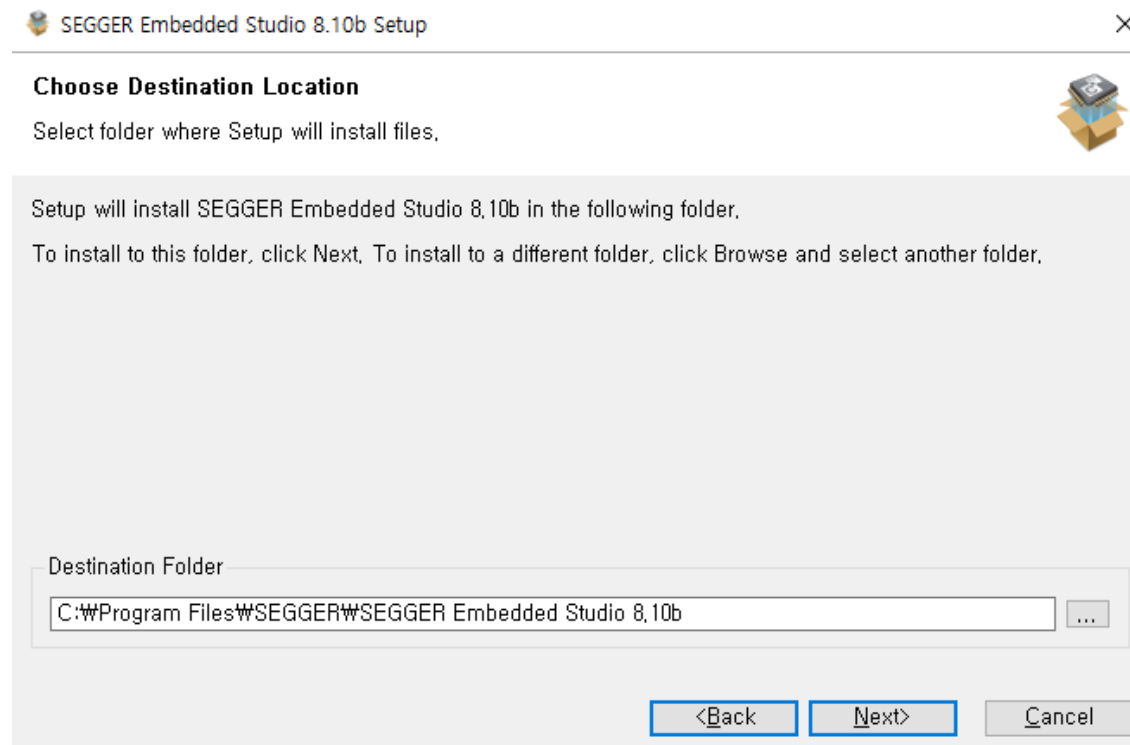 SEGGER Embedded Studio 8.10b Setup
Choose Destination Location
Select folder where Setup will install files.
Setup will install SEGGER Embedded Studio 8.10b in the following folder.
To install to this folder, click Next. To install to a different folder, click Browse and select another folder.
Destination Folder
C:₩Program Files₩SEGGER₩SEGGER Embedded Studio 8.10b
...
<Back
Next>
Cancel